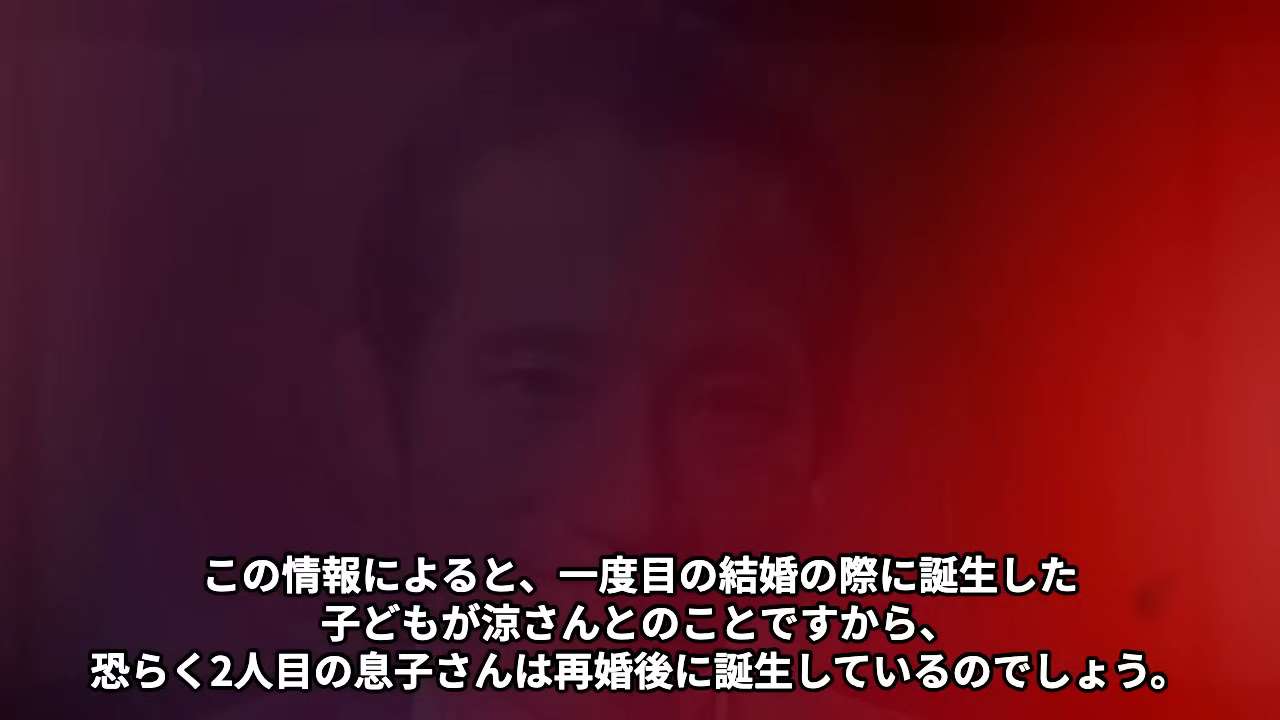 この情報によると、一度目の結婚の際に誕生した
子どもが涼さんとのことですから、
恐らく2人目の息子さんは再婚後に誕生しているのでしょう。